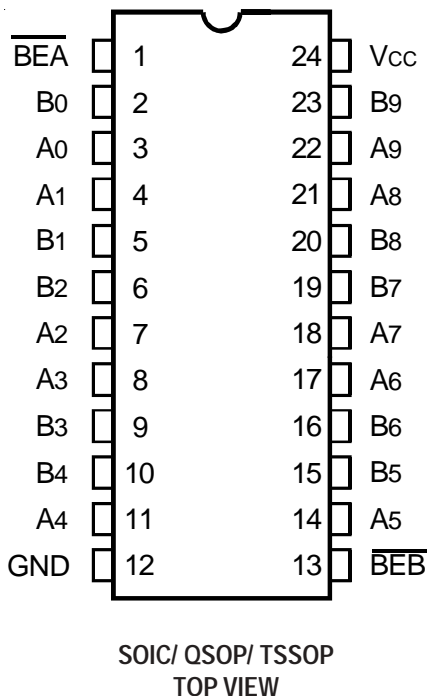 BEA 1 24 Vcc
B0 2 23 B9
A0 3 22 A9
A1 4 21 A8
B1 5 20 B8
B2 6 19 B7
A2 7 18 A7
A3 8 17 A6
B3 9 16 B6
B4 10 15 B5
A4 11 14 A5
GND 12 13 BEB
SOIC/ QSOP/ TSSOP
TOP VIEW